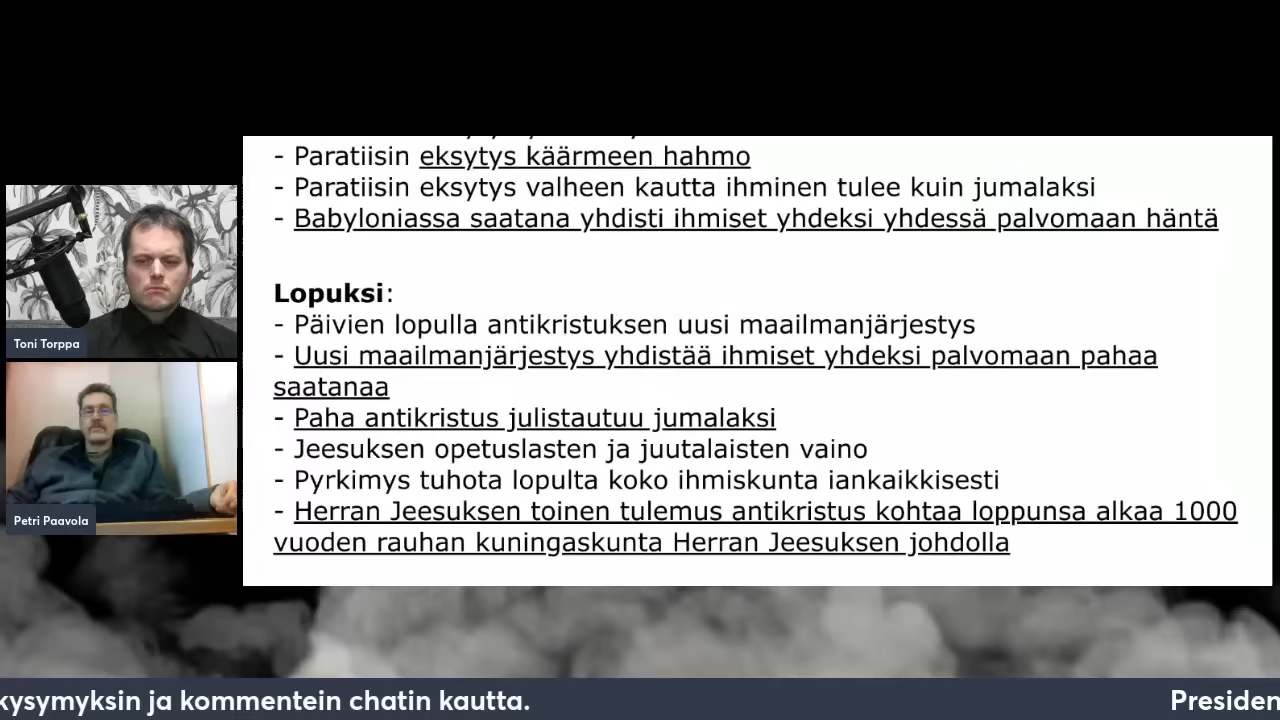 - Paratiisin eksytys käärmeen hahmo
- Paratiisin eksytys valheen kautta ihminen tulee kuin jumalaksi
- Babyloniassa saatana yhdisti ihmiset yhdeksi yhdessä palvomaan häntä
Lopuksi:
- Päivien lopulla antikristuksen uusi maailmanjärjestys
- Uusi maailmanjärjestys yhdistää ihmiset yhdeksi palvomaan pahaa
saatanaa
- Paha antikristus julistautuu jumalaksi
- Jeesuksen opetuslasten ja juutalaisten vaino
- Pyrkimys tuhota lopulta koko ihmiskunta iankaikkisesti
- Herran Jeesuksen toinen tulemus antikristus kohtaa loppunsa alkaa 1000
vuoden rauhan kuningaskunta Herran Jeesuksen johdolla
Toni Torppa
Petri Paavola
kysymyksin ja kommentein chatin kautta. Presiden